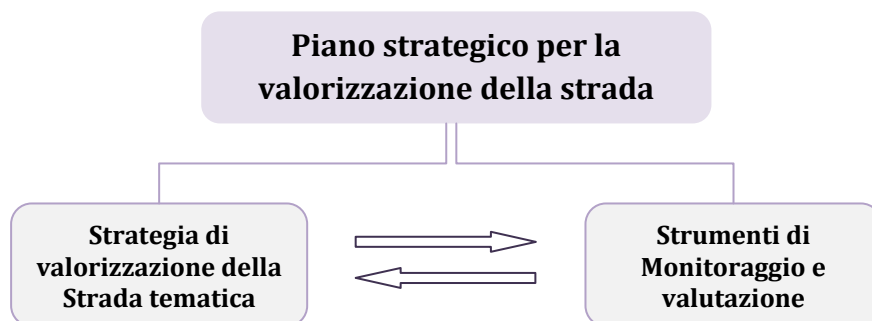 Piano strategico per la
valorizzazione della strada
Strategia di
valorizzazione della
Strada tematica
Strumenti di
Monitoraggio e
valutazione